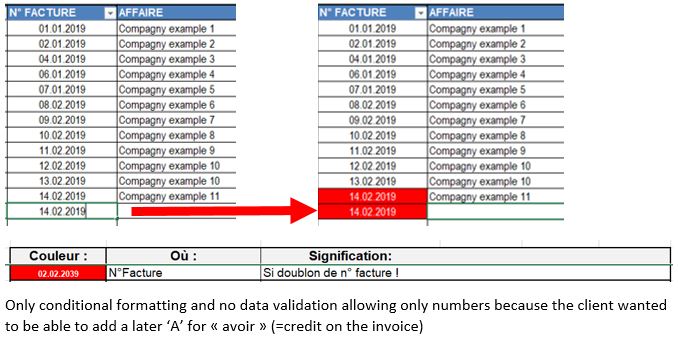 N° FACTURE AFFAIRE
01.01.2019 Compagny example 1
02.01.2019 Compagny example 2
04.01.2019 Compagny example 3
06.01.2019 Compagny example 4
07.01.2019 Compagny example 5
08.02.2019 Compagny example 6
09.02.2019 Compagny example 7
10.02.2019 Compagny example 8
11.02.2019 Compagny example 9
12.02.2019 Compagny example 10
13.02.2019 Compagny example 10
14.02.2019 Compagny example 11
14.02.2019
N° FACTURE AFFAIRE
01.01.2019 Compagny example 1
02.01.2019 Compagny example 2
04.01.2019 Compagny example 3
06.01.2019 Compagny example 4
07.01.2019 Compagny example 5
08.02.2019 Compagny example 6
09.02.2019 Compagny example 7
10.02.2019 Compagny example 8
11.02.2019 Compagny example 9
12.02.2019 Compagny example 10
13.02.2019 Compagny example 10
14.02.2019 Compagny example 11
14.02.2019
Couleur : Où : Signification:
02.02.2039 N°Facture Si doublon de n° facture !
Only conditional formatting and no data validation allowing only numbers because the client wanted
to be able to add a later ‘A’ for « avoir » (=credit on the invoice)